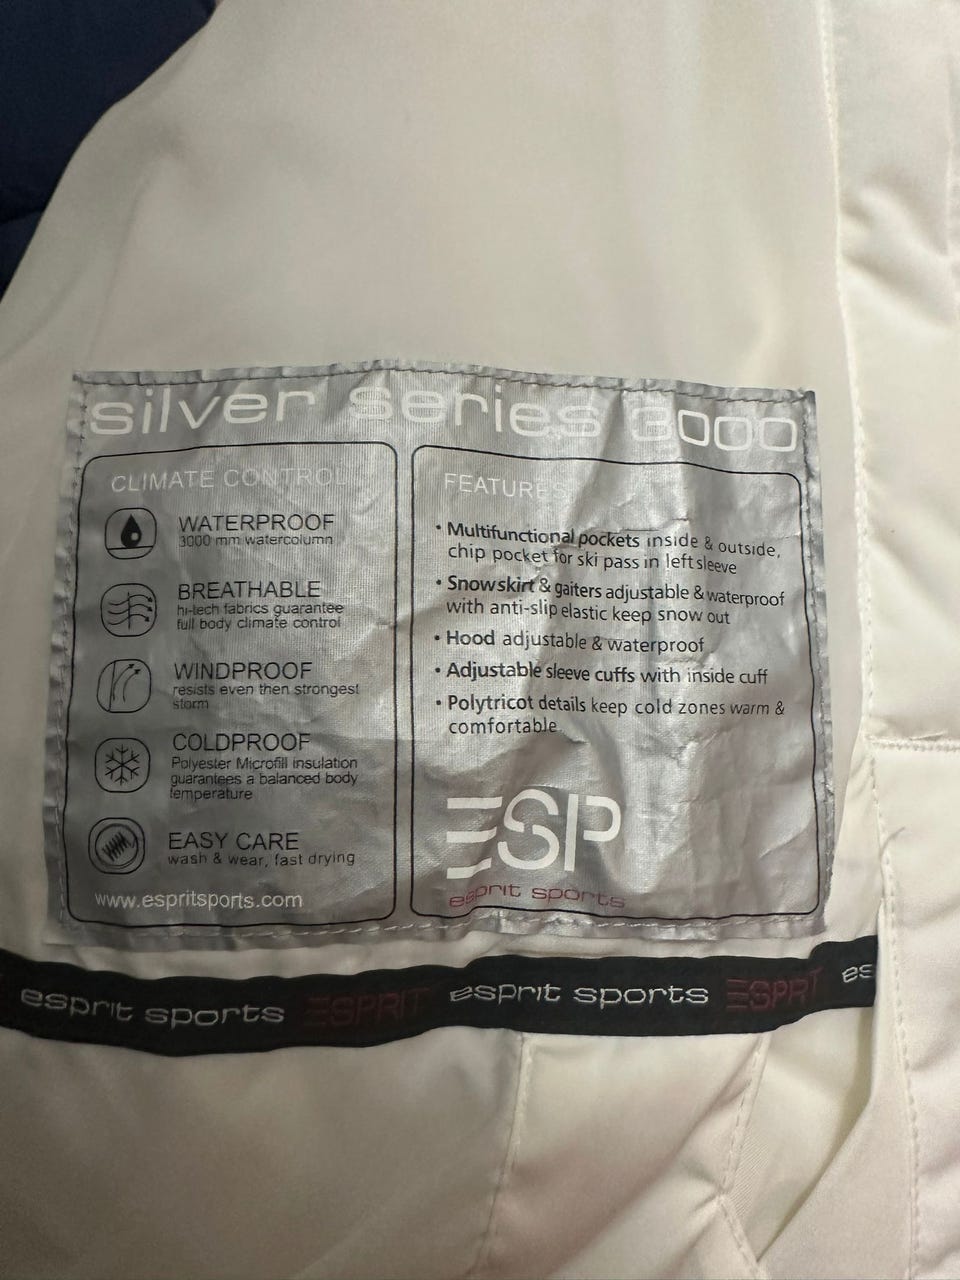 silver series 3000
CLIMATE CONTROL
WATERPROOF
3000 mm watercolumn
BREATHABLE
hi-tech fabrics guarantee
full body climate control
WINDPROOF
resists even then strongest
storm
COLDPROOF
Polyester Microfill insulation
guarantees a balanced body
temperature
EASY CARE
wash & wear, fast drying
www.espritsports.com
FEATURES
• Multifunctional pockets inside & outside,
chip pocket for ski pass in left sleeve
• Snowskirt & gaiters adjustable & waterproof
with anti-slip elastic keep snow out
• Hood adjustable & waterproof
• Adjustable sleeve cuffs with inside cuff
• Polytricot details keep cold zones warm &
comfortable
ESP
esprit sports
esprit sports ESPRIT esprit sports ESPRIT es